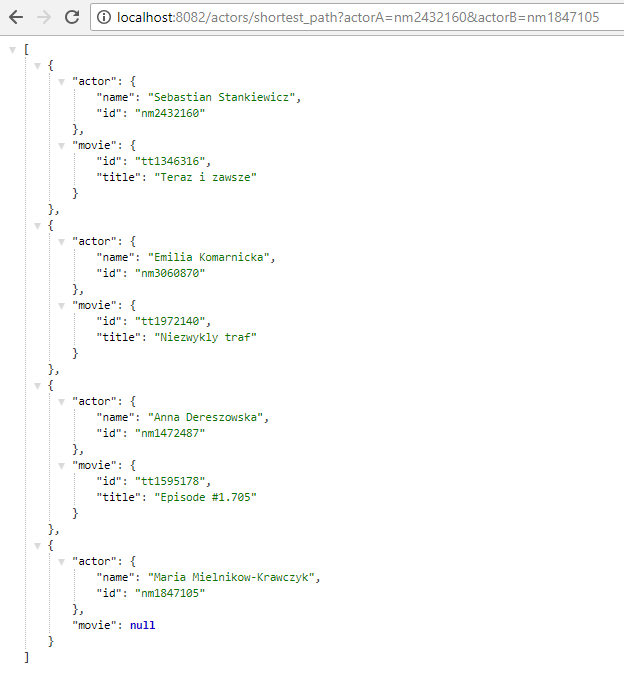 localhost:8082/actors/shortest_path?actorA=nm2432160&actorB=nm1847105
[
{
"actor": {
"name": "Sebastian Stankiewicz",
"id": "nm2432160"
},
"movie": {
"id": "tt1346316",
"title": "Teraz i zawsze"
}
},
{
"actor": {
"name": "Emilia Komarnicka",
"id": "nm3060870"
},
"movie": {
"id": "tt1972140",
"title": "Niezwykly traf"
}
},
{
"actor": {
"name": "Anna Dereszowska",
"id": "nm1472487"
},
"movie": {
"id": "tt1595178",
"title": "Episode #1.705"
}
},
{
"actor": {
"name": "Maria Mielnikow-Krawczyk",
"id": "nm1847105"
},
"movie": null
}
]